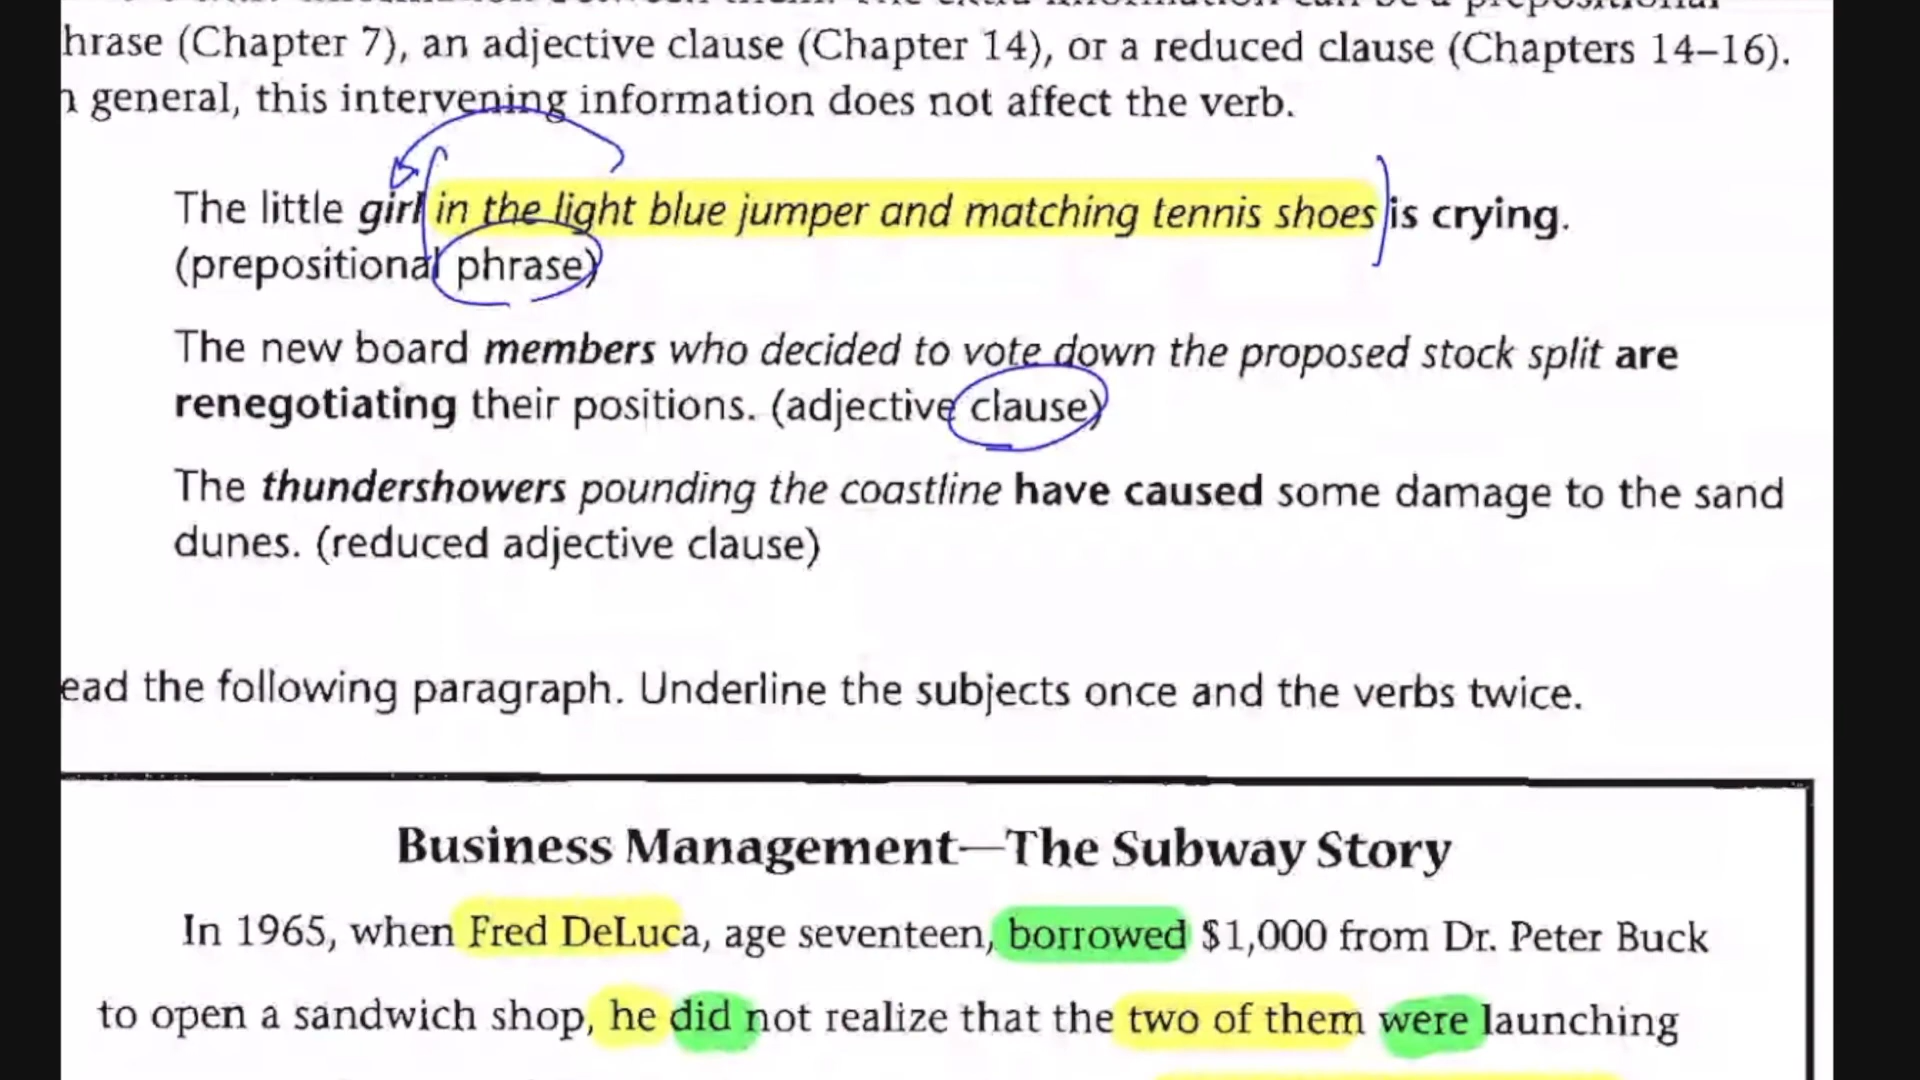 hrase (Chapter 7), an adjective clause (Chapter 14), or a reduced clause (Chapters 14–16).
n general, this intervening information does not affect the verb.
The little girl in the light blue jumper and matching tennis shoes is crying.
(prepositional phrase)
The new board members who decided to vote down the proposed stock split are
renegotiating their positions. (adjective clause)
The thundershowers pounding the coastline have caused some damage to the sand
dunes. (reduced adjective clause)
ead the following paragraph. Underline the subjects once and the verbs twice.
Business Management—The Subway Story
In 1965, when Fred DeLuca, age seventeen, borrowed $1,000 from Dr. Peter Buck
to open a sandwich shop, he did not realize that the two of them were launching